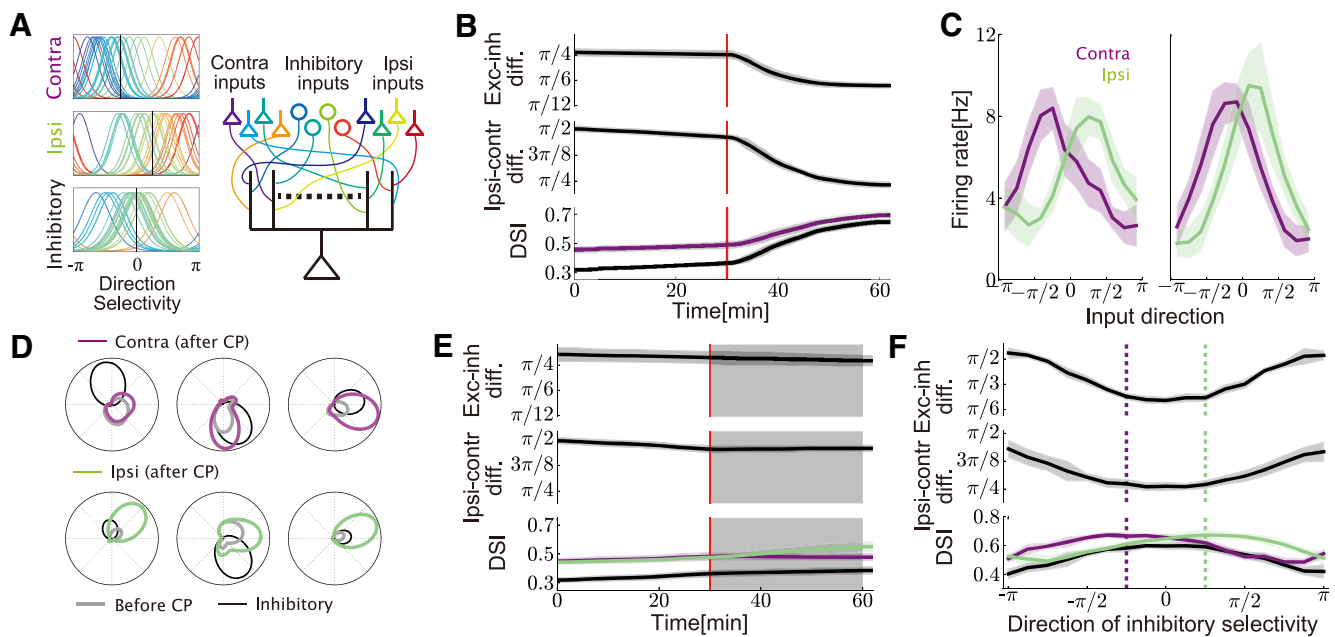 A
Contra
Ipsi
Inhibitory
-π 0 π
Direction
Selectivity
Contra
inputs
Inhibitory
inputs
Ipsi
inputs
B
Exc-inh
diff.
π/4
π/6
π/12
Ipsi-contr
diff.
π/2
3π/8
π/4
DSI
0.7
0.5
0.3
0 20 40 60
Time[min]
C
Firing rate[Hz]
12
8
4
0
Contra
Ipsi
-π -π/2 0 π/2 π
-π -π/2 0 π/2 π
Input direction
D
Contra (after CP)
Ipsi (after CP)
Before CP
Inhibitory
E
Exc-inh
diff.
π/4
π/6
π/12
Ipsi-contr
diff.
π/2
3π/8
π/4
DSI
0.7
0.5
0.3
0 20 40 60
Time[min]
F
Exc-inh
diff.
π/2
π/3
π/6
Ipsi-contr
diff.
π/2
3π/8
π/4
DSI
0.8
0.6
0.4
-π -π/2 0 π/2 π
Direction of inhibitory selectivity